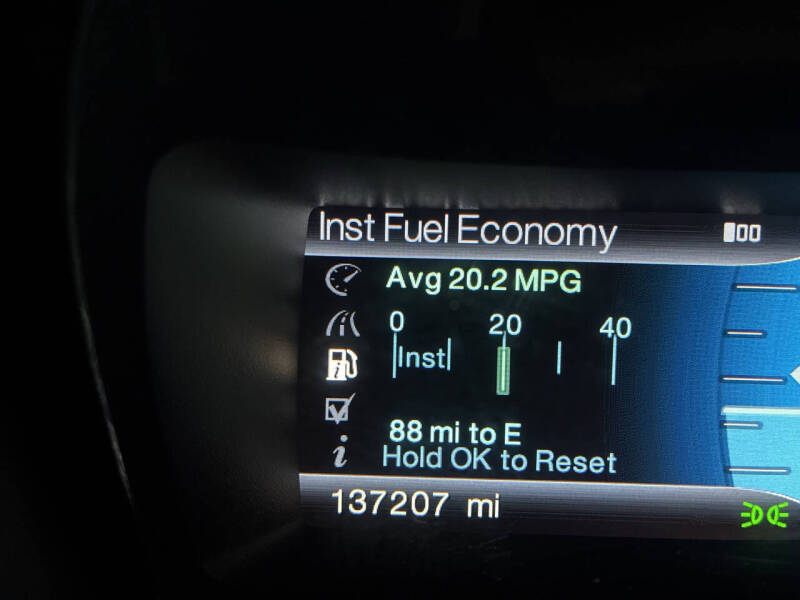 Inst Fuel Economy
Avg 20.2 MPG
0 20 40
Inst
88 mi to E
Hold OK to Reset
137207 mi